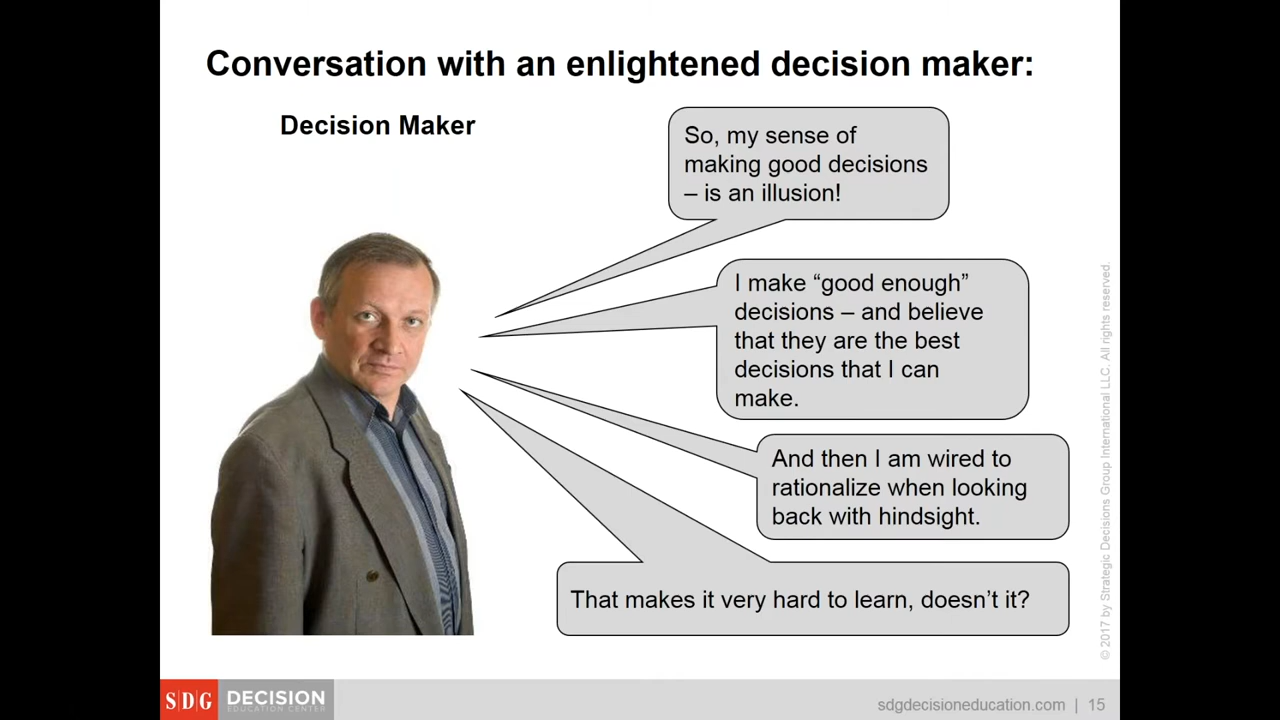 Conversation with an enlightened decision maker:
Decision Maker
So, my sense of
making good decisions
– is an illusion!
I make “good enough”
decisions – and believe
that they are the best
decisions that I can
make.
And then I am wired to
rationalize when looking
back with hindsight.
That makes it very hard to learn, doesn’t it?
© 2017 by Strategic Decisions Group International LLC. All rights reserved.
SDG
DECISION
EDUCATION CENTER
sdgdecisioneducation.com | 15